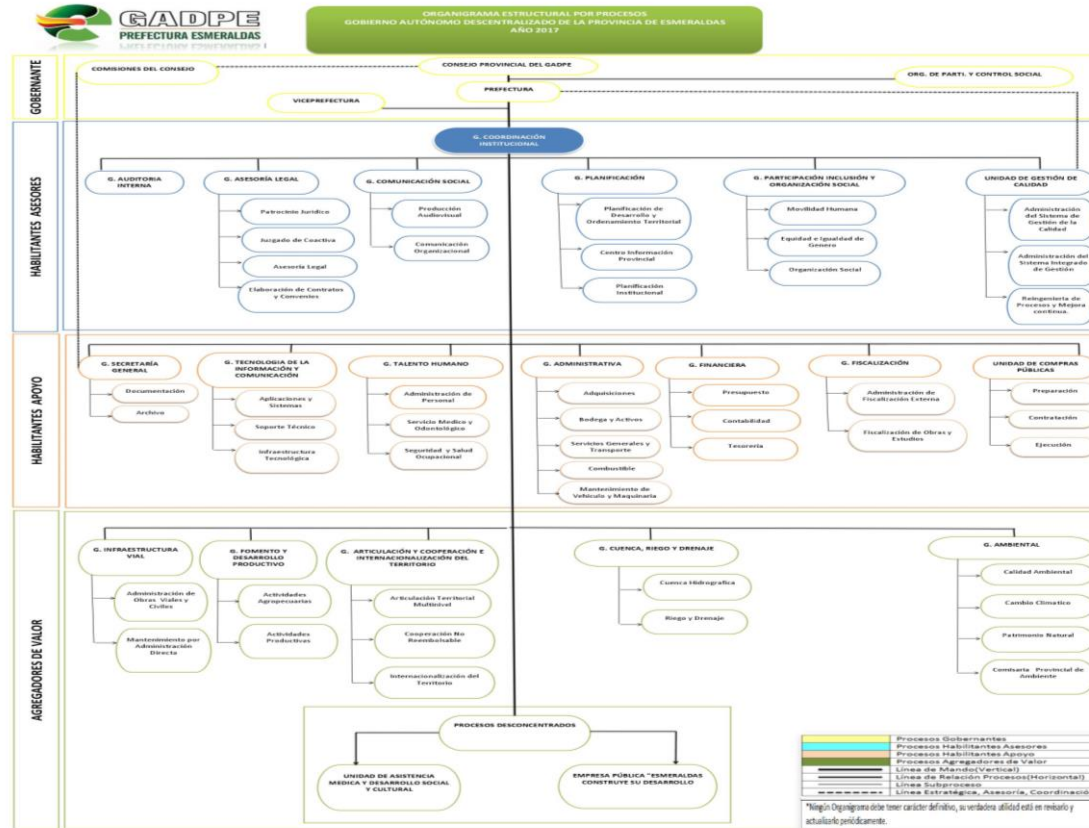 GADPE
PREFECTURA ESMERALDAS
ORGANIGRAMA ESTRUCTURAL POR PROCESOS
GOBIERNO AUTÓNOMO DESCENTRALIZADO DE LA PROVINCIA DE ESMERALDAS
AÑO 2017
GOBERNANTE
COMISIONES DEL CONSEJO
CONSEJO PROVINCIAL DEL GADPE
ORG. DE PARTI. Y CONTROL SOCIAL
PREFECTURA
VICEPREFECTURA
HABILITANTES ASESORES
G. COORDINACIÓN
INSTITUCIONAL
G. AUDITORIA
INTERNA
G. ASESORÍA LEGAL
Patrocinio Jurídico
Juzgado de Coactiva
Asesoría Legal
Elaboración de Contratos
y Convenios
G. COMUNICACIÓN SOCIAL
Producción
Audiovisual
Comunicación
Organizacional
G. PLANIFICACIÓN
Planificación de
Desarrollo y
Ordenamiento Territorial
Centro Información
Provincial
Planificación
Institucional
G. PARTICIPACIÓN INCLUSIÓN Y
ORGANIZACIÓN SOCIAL
Movilidad Humana
Equidad e Igualdad de
Genero
Organización Social
UNIDAD DE GESTIÓN DE
CALIDAD
Administración
del Sistema de
Gestión de la
Calidad
Administración del
Sistema Integrado
de Gestión
Reingeniería de
Procesos y Mejora
continua.
HABILITANTES APOYO
G. SECRETARÍA
GENERAL
Documentación
Archivo
G. TECNOLOGIA DE LA
INFORMACIÓN Y
COMUNICACIÓN
Aplicaciones y
Sistemas
Soporte Técnico
Infraestructura
Tecnológica
G. TALENTO HUMANO
Administración de
Personal
Servicio Medico y
Odontológico
Seguridad y Salud
Ocupacional
G. ADMINISTRATIVA
Adquisiciones
Bodega y Activos
Servicios Generales y
Transporte
Combustible
Mantenimiento de
Vehículo y Maquinaria
G. FINANCIERA
Presupuesto
Contabilidad
Tesorería
G. FISCALIZACIÓN
Administración de
Fiscalización Externa
Fiscalización de Obras y
Estudios
UNIDAD DE COMPRAS
PÚBLICAS
Preparación
Contratación
Ejecución
AGREGADORES DE VALOR
G. INFRAESTRUCTURA
VIAL
Administración de
Obras Viales y
Civiles
Mantenimiento por
Administración
Directa
G. FOMENTO Y
DESARROLLO
PRODUCTIVO
Actividades
Agropecuarias
Actividades
Productivas
G. ARTICULACIÓN Y COOPERACIÓN E
INTERNACIONALIZACIÓN DEL
TERRITORIO
Articulación Territorial
Multinivel
Cooperación No
Reembolsable
Internacionalización del
Territorio
G. CUENCA, RIEGO Y DRENAJE
Cuenca Hidrografica
Riego y Drenaje
G. AMBIENTAL
Calidad Ambiental
Cambio Climatico
Patrimonio Natural
Comisaria Provincial de
Ambiente
PROCESOS DESCONCENTRADOS
UNIDAD DE ASISTENCIA
MEDICA Y DESARROLLO SOCIAL
Y CULTURAL
EMPRESA PÚBLICA "ESMERALDAS
CONSTRUYE SU DESARROLLO
Procesos Gobernantes
Procesos Habilitantes Asesores
Procesos Habilitantes Apoyo
Procesos Agregadores de Valor
Línea de Mando(Vertical)
Línea de Relación Procesos(Horizontal)
Línea Subproceso
Línea Estratégica, Asesoría, Coordinació
"Ningún Organigrama debe tener carácter definitivo, su verdadera utilidad está en revisarlo y
actualizarlo periódicamente.